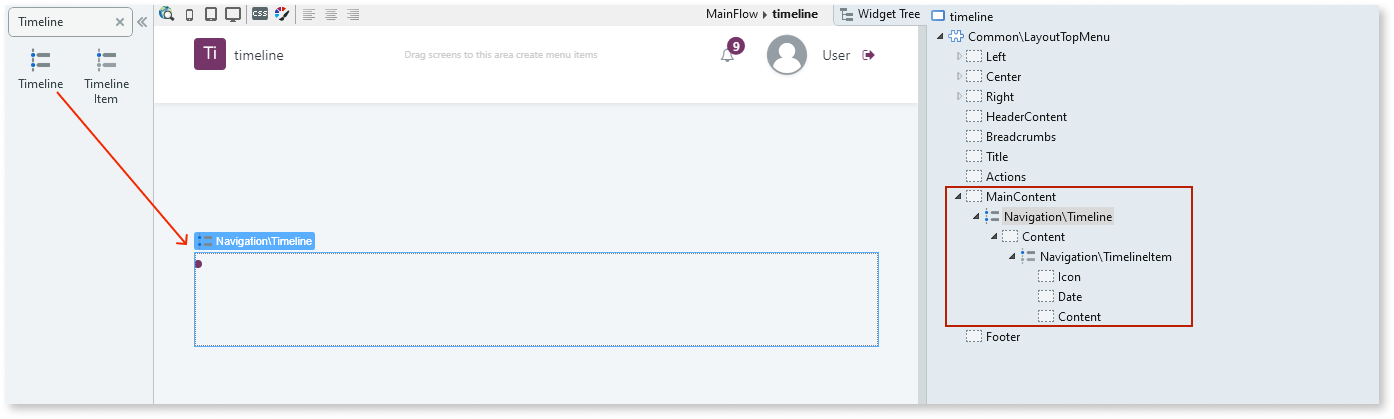 Timeline
Timeline
Timeline
Item
CSS
MainFlow timeline
Widget Tree
Ti timeline
Drag screens to this area create menu items
9
User
Navigation\Timeline
timeline
Common\LayoutTopMenu
Left
Center
Right
HeaderContent
Breadcrumbs
Title
Actions
MainContent
Navigation\Timeline
Content
Navigation\TimelineItem
Icon
Date
Content
Footer